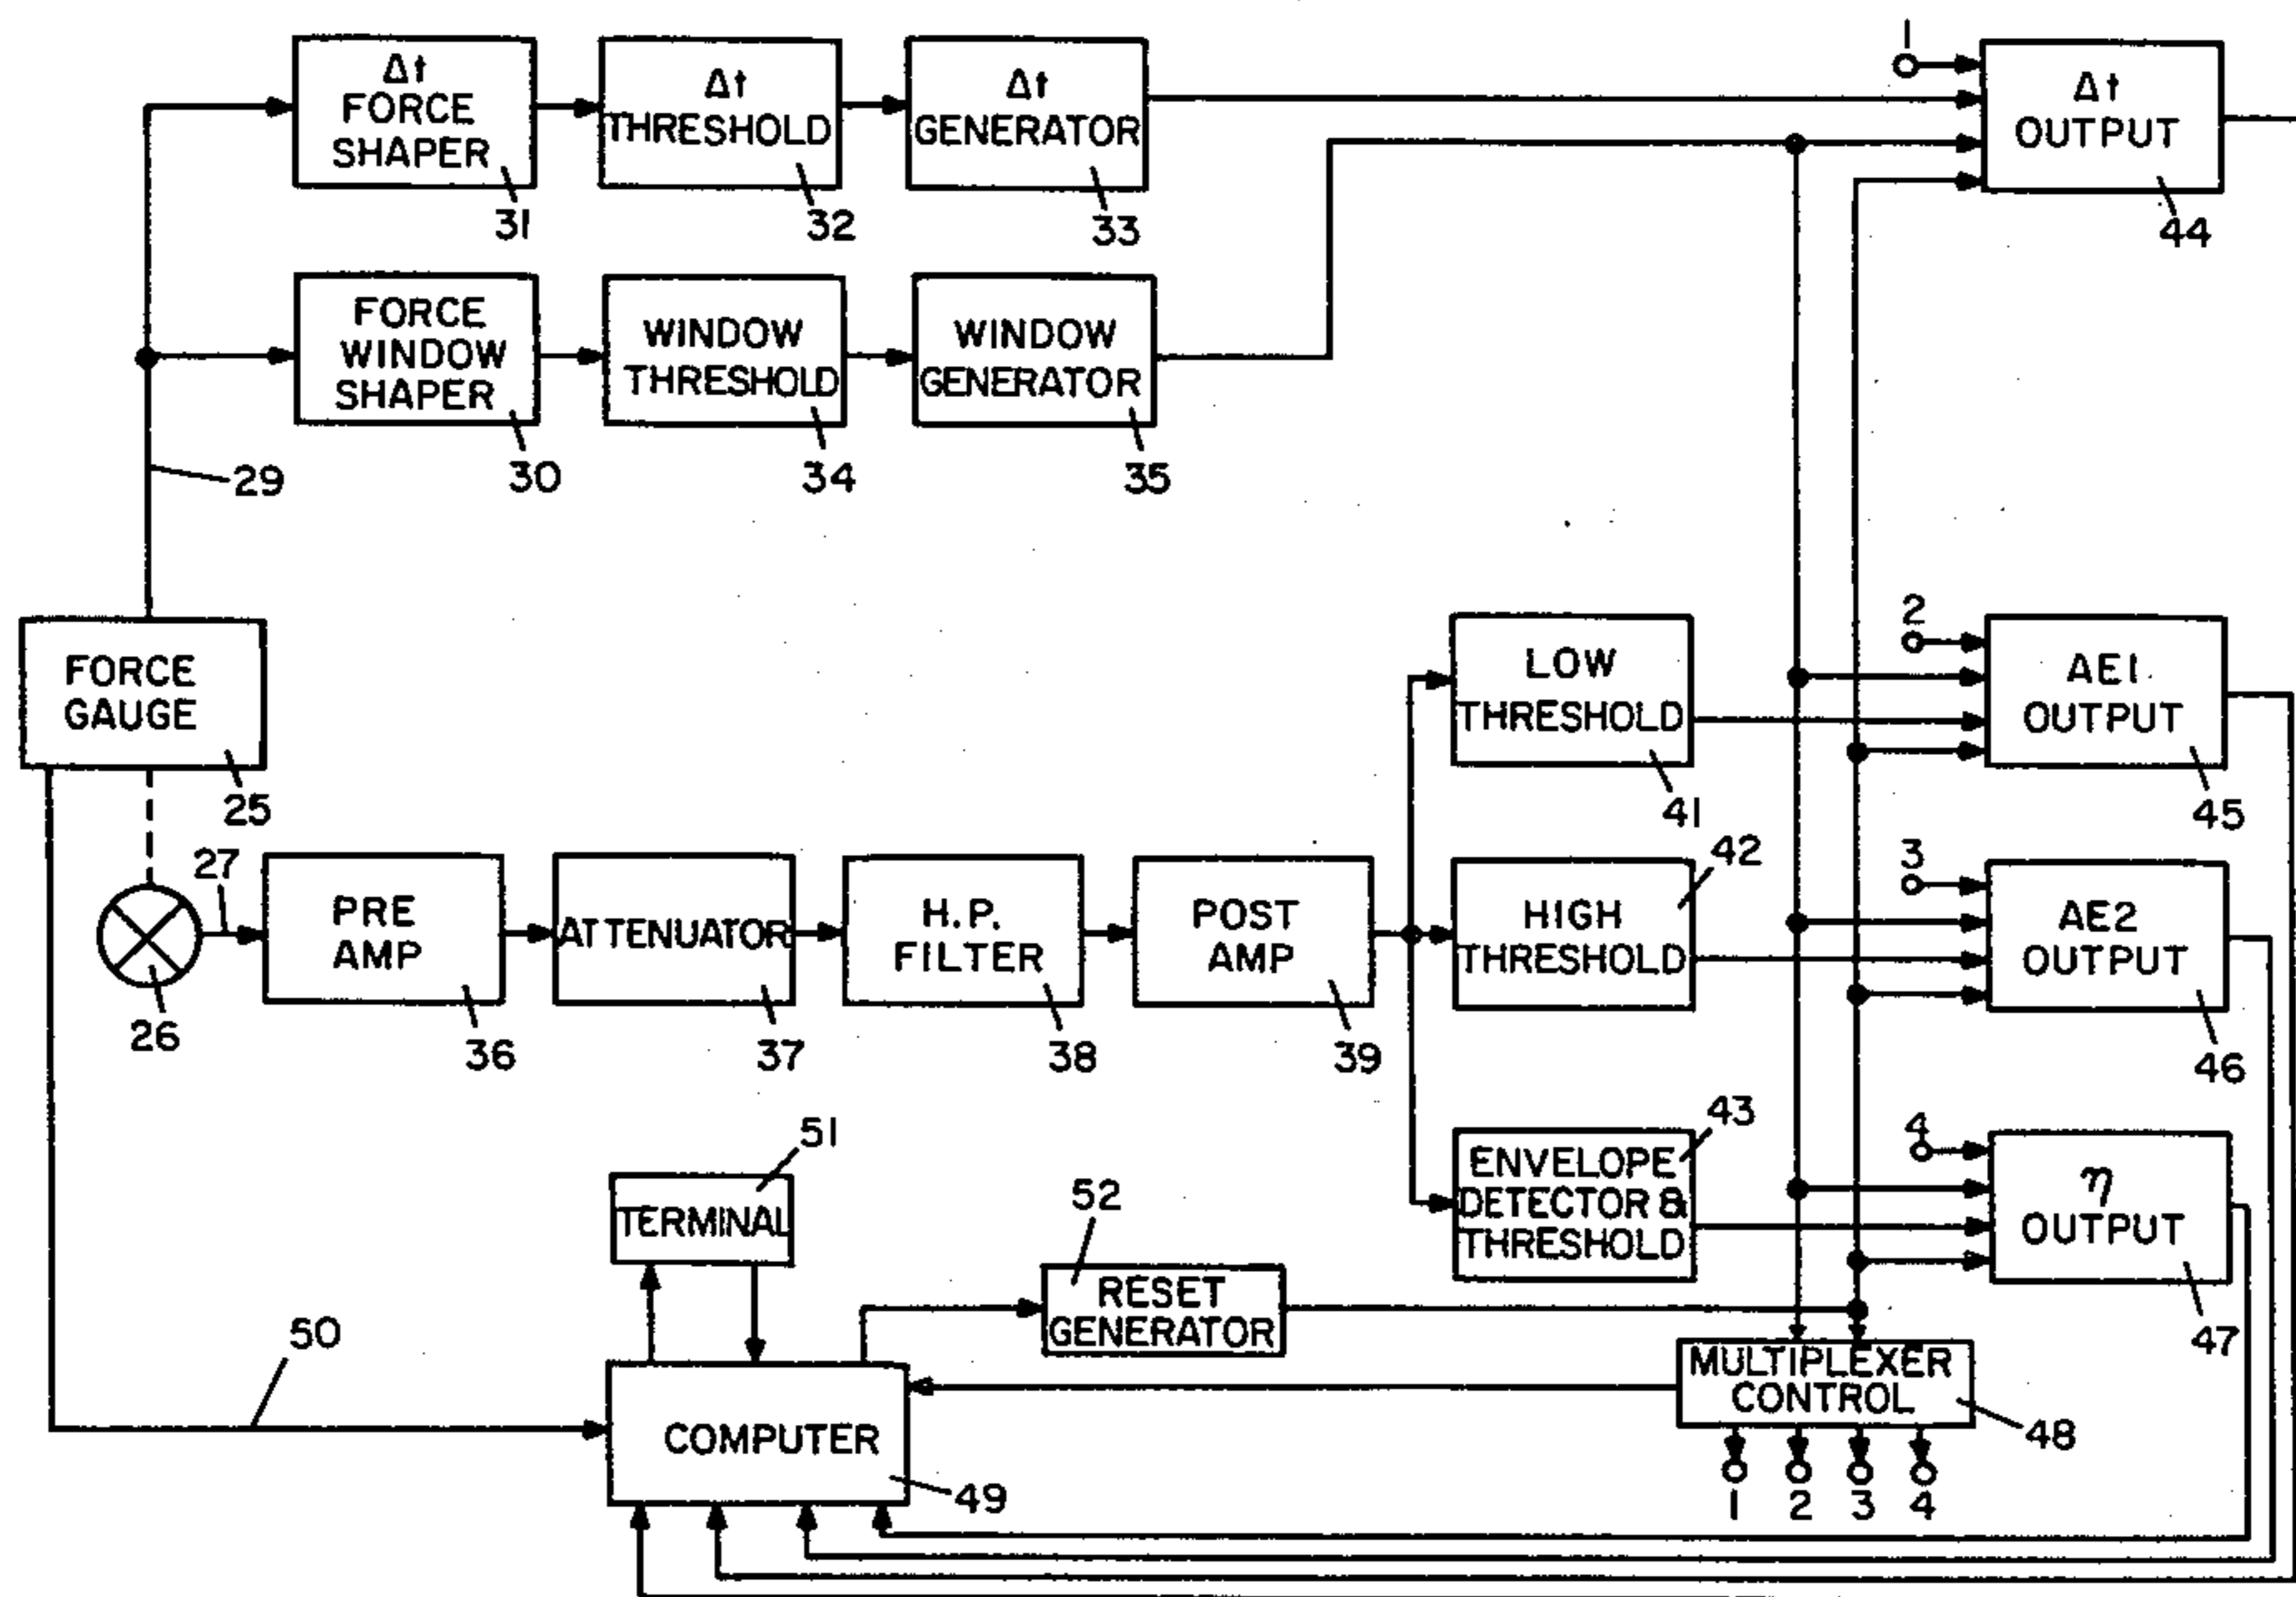 Δt
FORCE
SHAPER
31
Δt
THRESHOLD
32
Δt
GENERATOR
33
1
Δt
OUTPUT
44
FORCE
WINDOW
SHAPER
30
WINDOW
THRESHOLD
34
WINDOW
GENERATOR
35
29
FORCE
GAUGE
25
LOW
THRESHOLD
41
2
AE1
OUTPUT
45
27
26
PRE
AMP
36
ATTENUATOR
37
H.P.
FILTER
38
POST
AMP
39
HIGH
THRESHOLD
42
3
AE2
OUTPUT
46
ENVELOPE
DETECTOR &
THRESHOLD
43
4
η
OUTPUT
47
TERMINAL
51
RESET
GENERATOR
52
50
COMPUTER
49
MULTIPLEXER
CONTROL
48
1 2 3 4